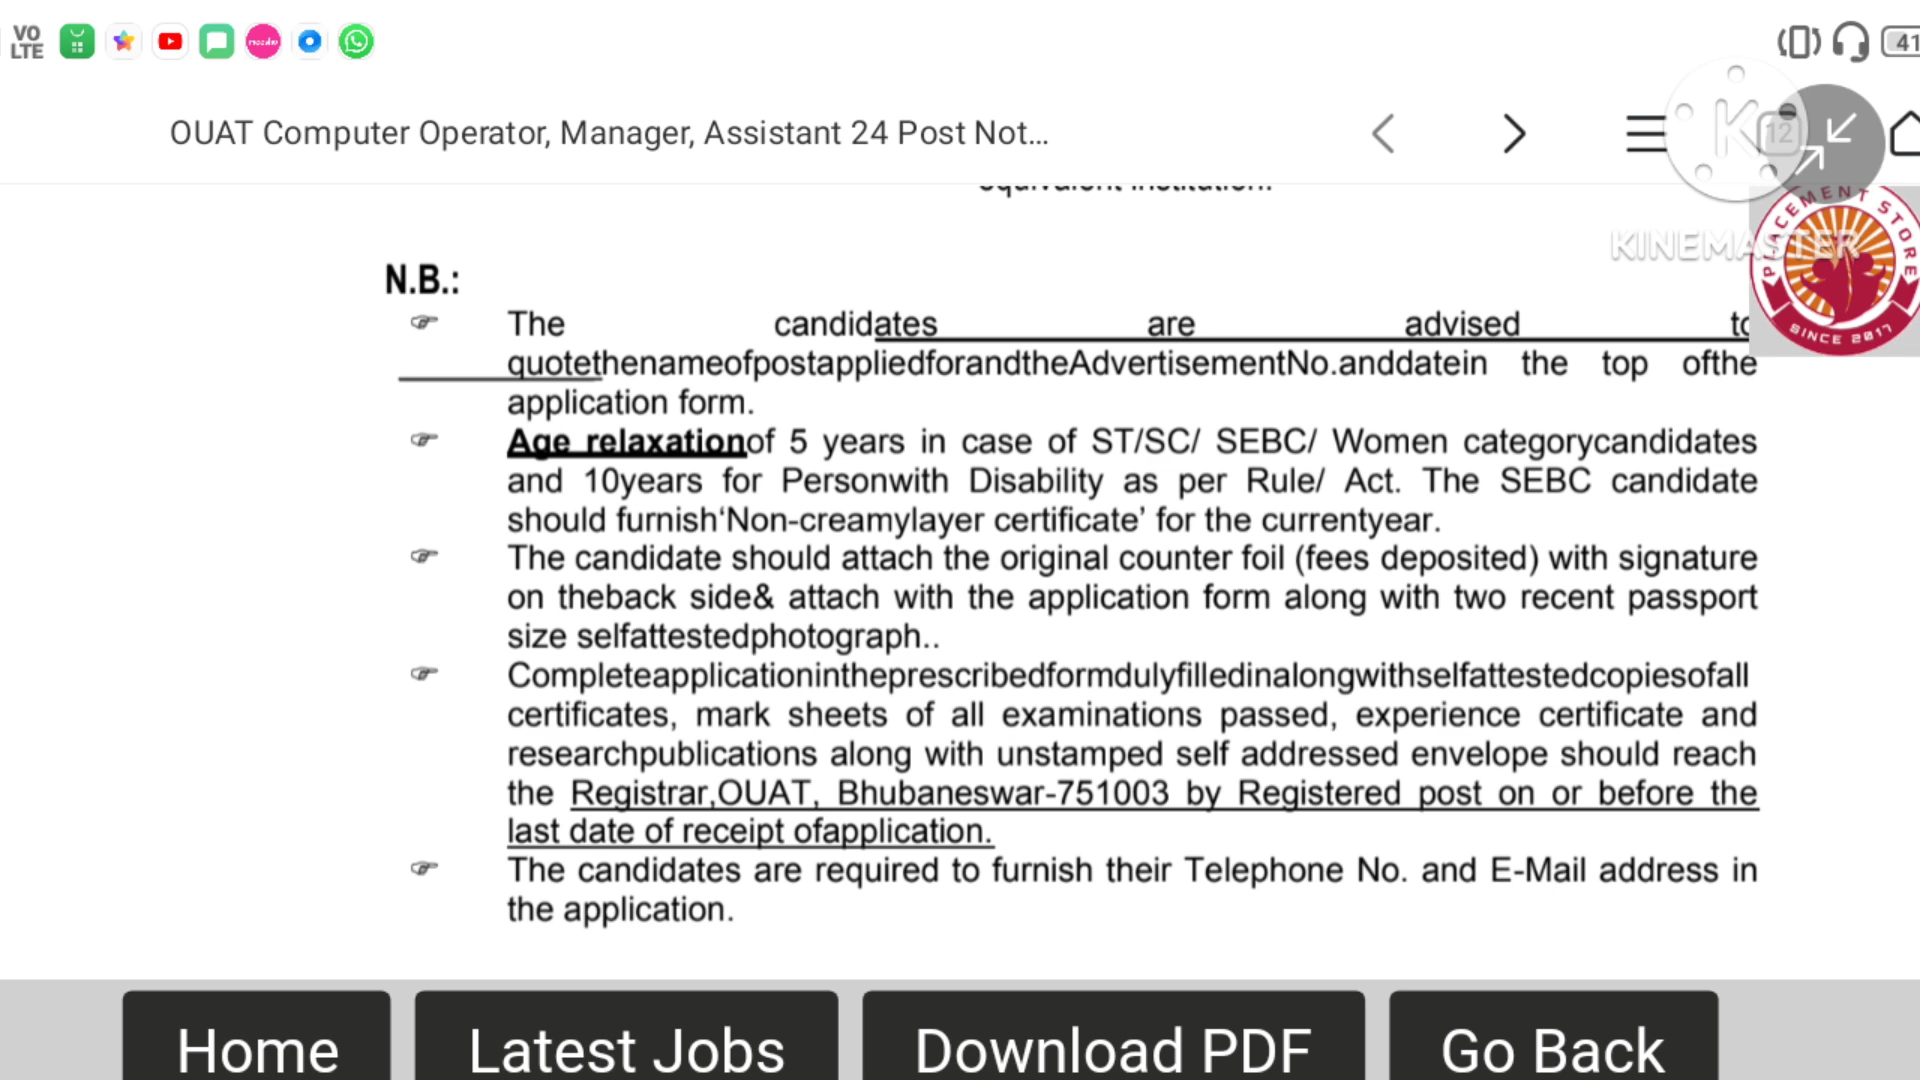 VO
LTE
mesho
41
OUAT Computer Operator, Manager, Assistant 24 Post Not...
12
K
equivalent institution.
KINEMASTER
PLACEMENT STORE
SINCE 2017
N.B.:
☞ The candidates are advised to
quotethenameofpostappliedforandtheAdvertisementNo.anddatein the top ofthe
application form.
☞ Age relaxationof 5 years in case of ST/SC/ SEBC/ Women categorycandidates
and 10years for Personwith Disability as per Rule/ Act. The SEBC candidate
should furnish‘Non-creamylayer certificate’ for the currentyear.
☞ The candidate should attach the original counter foil (fees deposited) with signature
on theback side& attach with the application form along with two recent passport
size selfattestedphotograph..
☞ Completeapplicationintheprescribedformdulyfilledinalongwithselfattestedcopiesofall
certificates, mark sheets of all examinations passed, experience certificate and
researchpublications along with unstamped self addressed envelope should reach
the Registrar,OUAT, Bhubaneswar-751003 by Registered post on or before the
last date of receipt ofapplication.
☞ The candidates are required to furnish their Telephone No. and E-Mail address in
the application.
Home Latest Jobs Download PDF Go Back